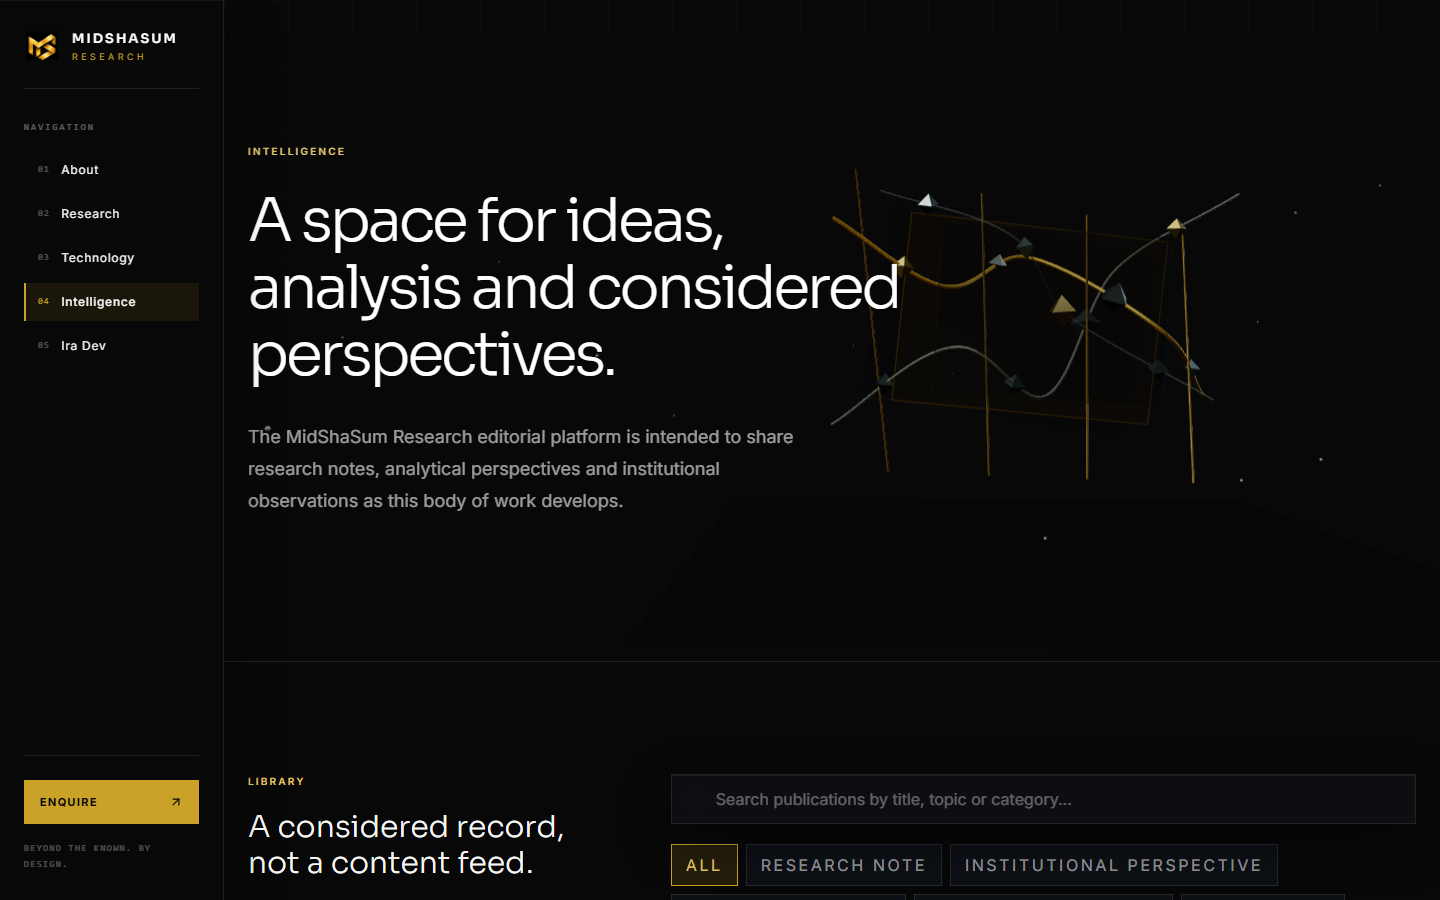 MIDSHASUM
RESEARCH
NAVIGATION
01 About
02 Research
03 Technology
04 Intelligence
05 Ira Dev
ENQUIRE
BEYOND THE KNOWN. BY
DESIGN.
INTELLIGENCE
A space for ideas,
analysis and considered
perspectives.
The MidShaSum Research editorial platform is intended to share
research notes, analytical perspectives and institutional
observations as this body of work develops.
LIBRARY
A considered record,
not a content feed.
Search publications by title, topic or category...
ALL RESEARCH NOTE INSTITUTIONAL PERSPECTIVE